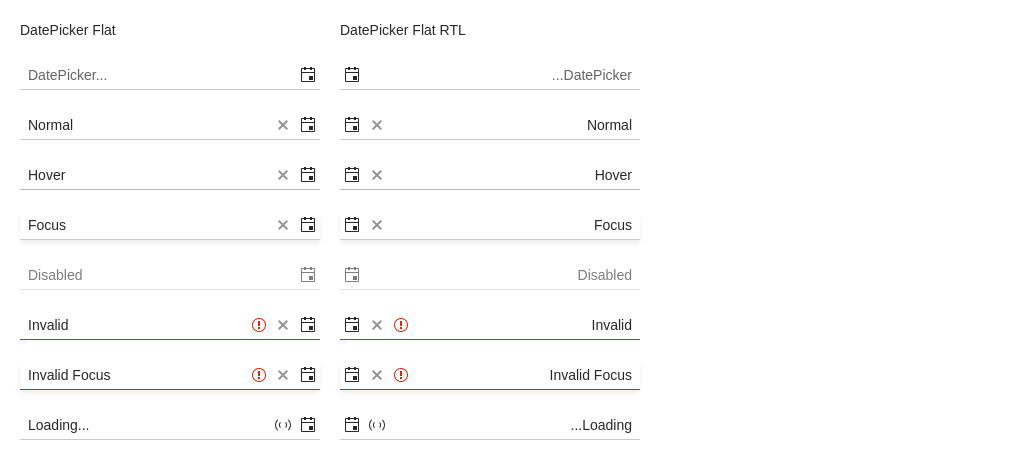 DatePicker Flat
DatePicker Flat RTL
DatePicker...
...DatePicker
Normal
Normal
Hover
Hover
Focus
Focus
Disabled
Disabled
Invalid
Invalid
Invalid Focus
Invalid Focus
Loading...
...Loading